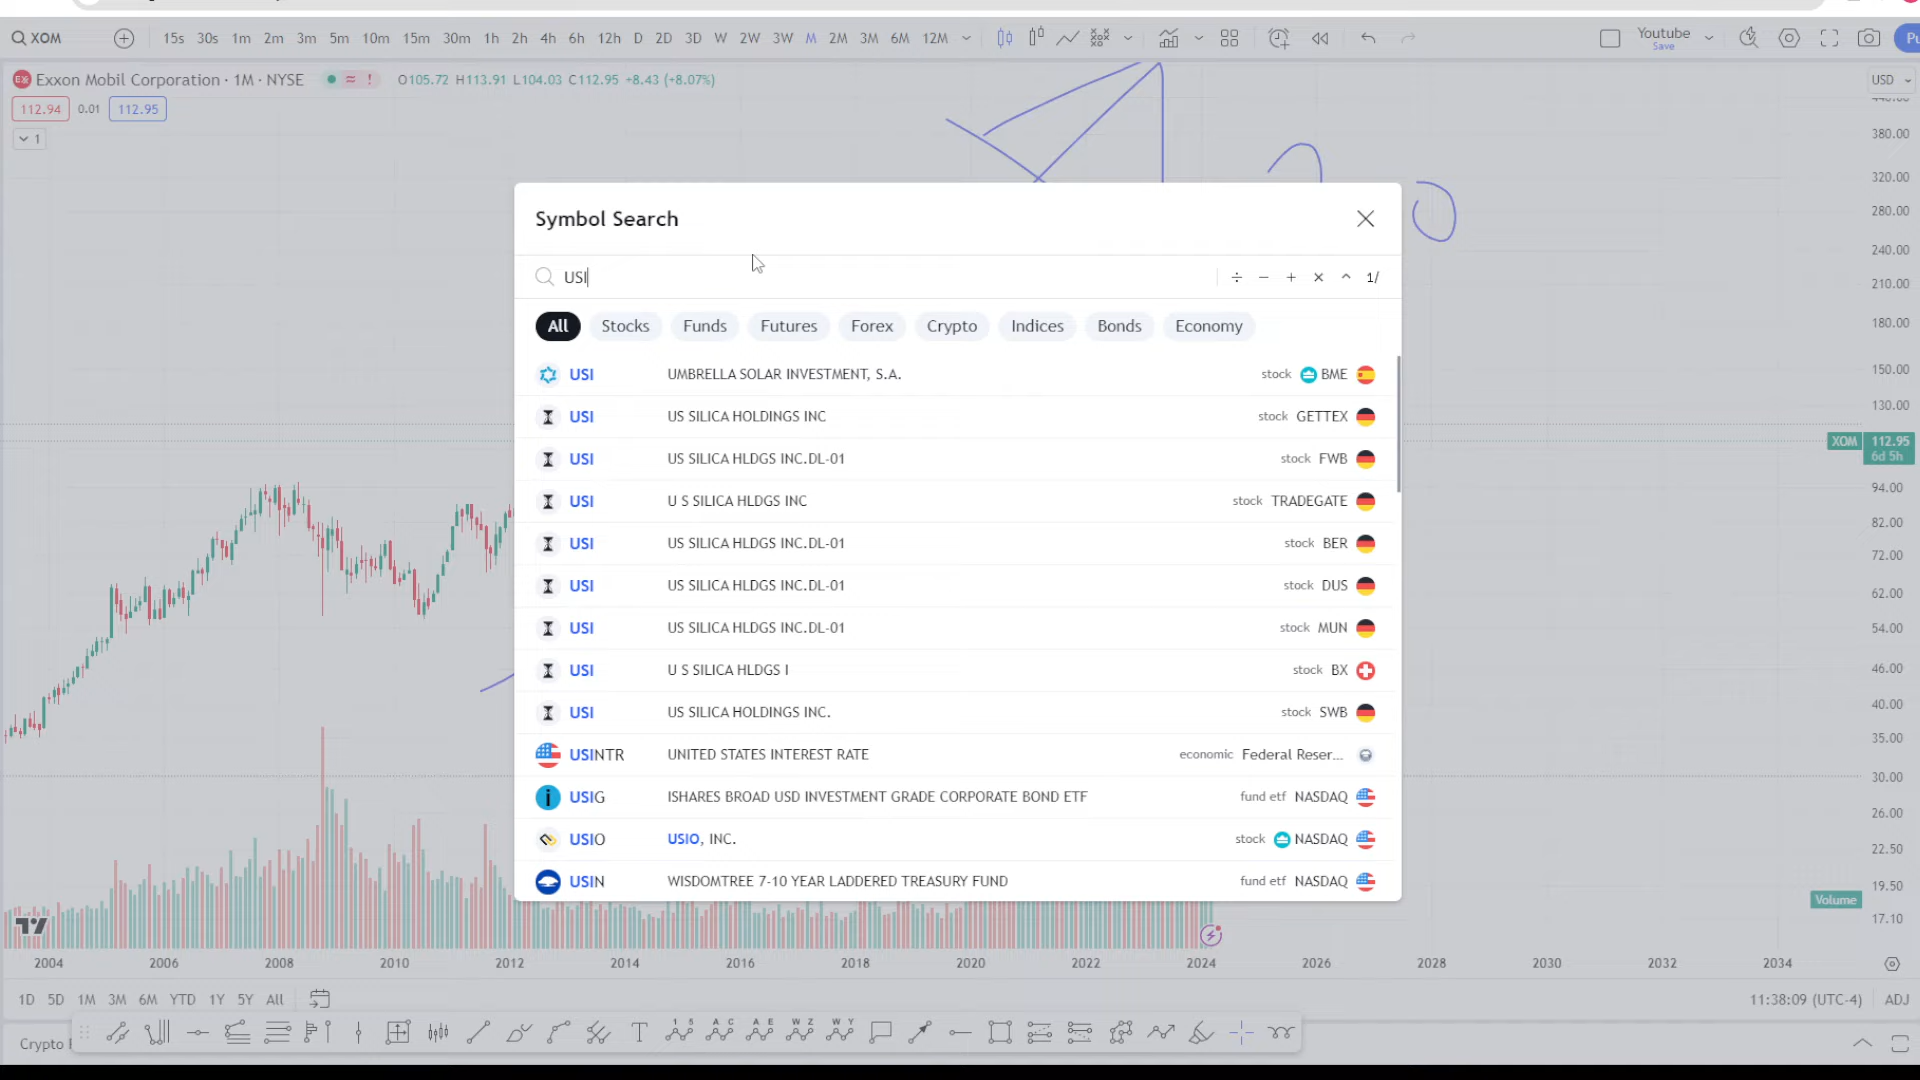 XOM 15s 30s 1m 2m 3m 5m 10m 15m 30m 1h 2h 4h 6h 12h D 2D 3D W 2W 3W M 2M 3M 6M 12M Youtube
Save
Exxon Mobil Corporation · 1M · NYSE O105.72 H113.91 L104.03 C112.95 +8.43 (+8.07%) USD
112.94 0.01 112.95
1
380.00
320.00
280.00
240.00
210.00
180.00
150.00
130.00
XOM 112.95
6d 5h
94.00
82.00
72.00
62.00
54.00
46.00
40.00
35.00
30.00
26.00
22.50
19.50
Volume
17.10
Symbol Search
USI ÷ − + × ^ 1/
All Stocks Funds Futures Forex Crypto Indices Bonds Economy
USI UMBRELLA SOLAR INVESTMENT, S.A. stock BME
USI US SILICA HOLDINGS INC stock GETTEX
USI US SILICA HLDGS INC.DL-01 stock FWB
USI U S SILICA HLDGS INC stock TRADEGATE
USI US SILICA HLDGS INC.DL-01 stock BER
USI US SILICA HLDGS INC.DL-01 stock DUS
USI US SILICA HLDGS INC.DL-01 stock MUN
USI U S SILICA HLDGS I stock BX
USI US SILICA HOLDINGS INC. stock SWB
USINTR UNITED STATES INTEREST RATE economic Federal Reser...
USIG ISHARES BROAD USD INVESTMENT GRADE CORPORATE BOND ETF fund etf NASDAQ
USIO USIO, INC. stock NASDAQ
USIN WISDOMTREE 7-10 YEAR LADDERED TREASURY FUND fund etf NASDAQ
2004 2006 2008 2010 2012 2014 2016 2018 2020 2022 2024 2026 2028 2030 2032 2034
1D 5D 1M 3M 6M YTD 1Y 5Y All 11:38:09 (UTC-4) ADJ
Crypto